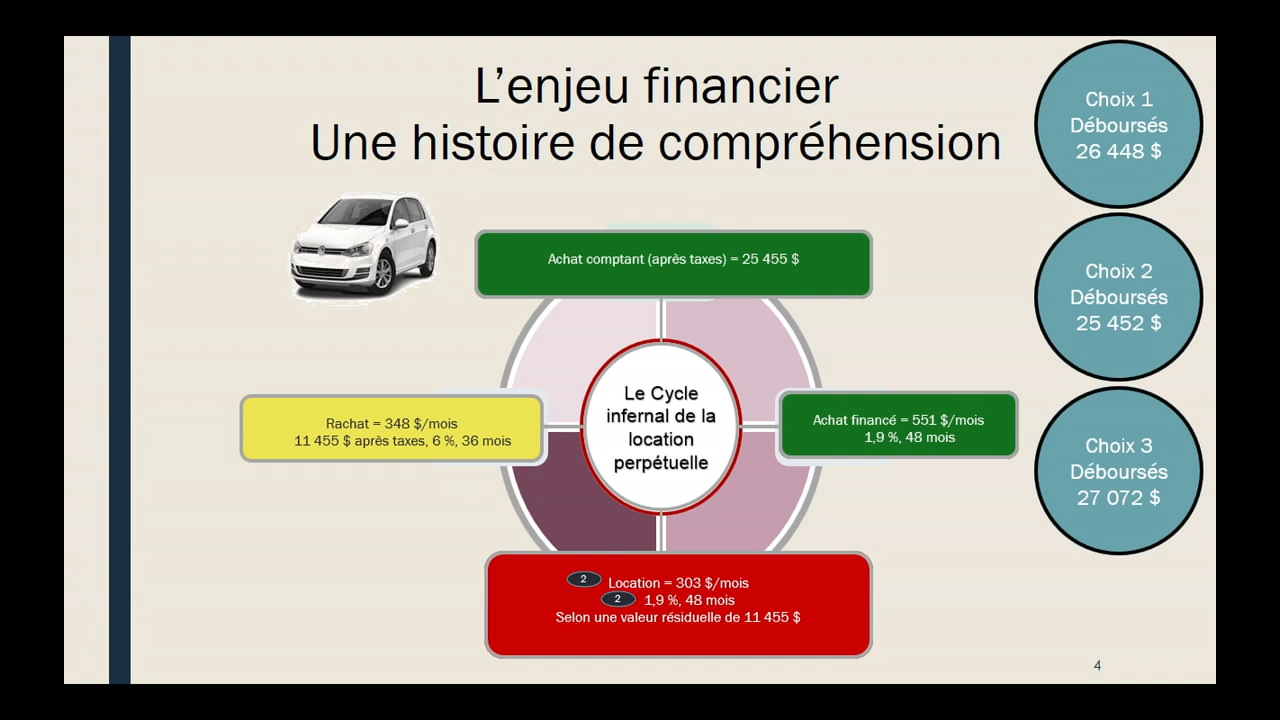 L’enjeu financier
Une histoire de compréhension
Choix 1
Déboursés
26 448 $
Choix 2
Déboursés
25 452 $
Choix 3
Déboursés
27 072 $
Achat comptant (après taxes) = 25 455 $
Le Cycle
infernal de la
location
perpétuelle
Rachat = 348 $/mois
11 455 $ après taxes, 6 %, 36 mois
Achat financé = 551 $/mois
1,9 %, 48 mois
2 Location = 303 $/mois
2 1,9 %, 48 mois
Selon une valeur résiduelle de 11 455 $
4